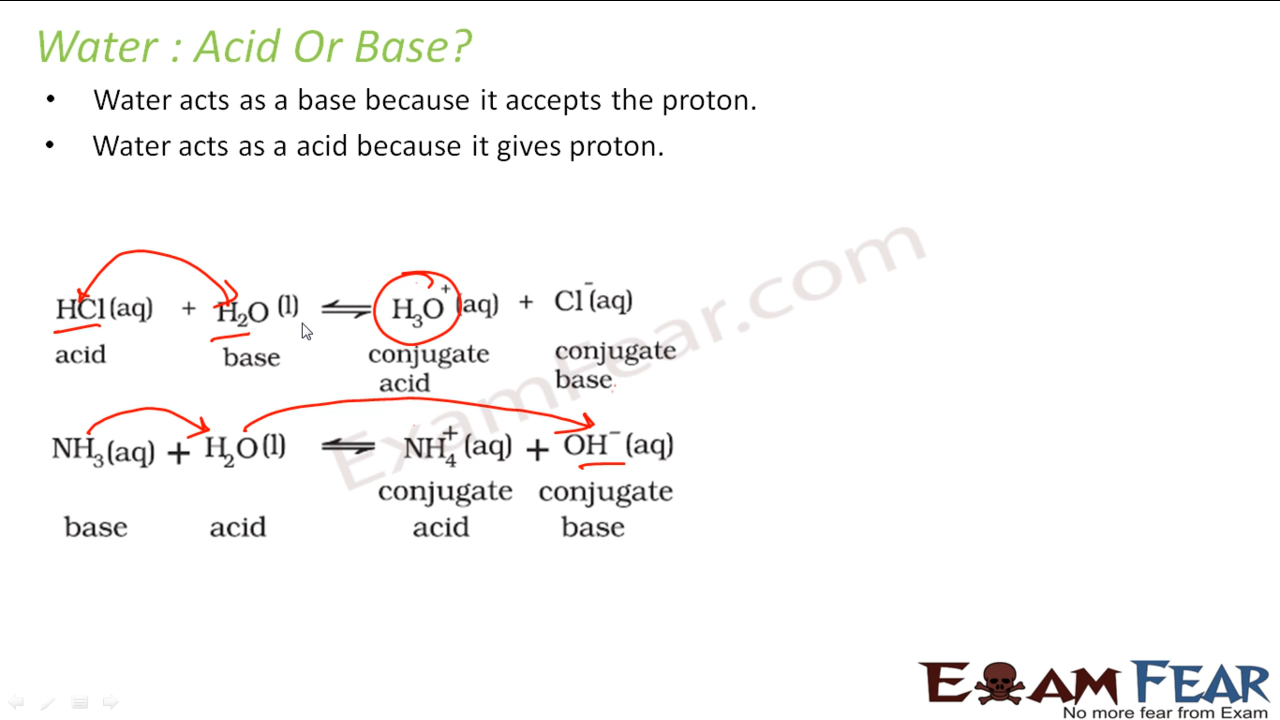 Water : Acid Or Base?
• Water acts as a base because it accepts the proton.
• Water acts as a acid because it gives proton.
HCl(aq) + H₂O (l) ⇌ H₃O⁺(aq) + Cl⁻(aq)
acid base conjugate acid conjugate base
NH₃(aq) + H₂O(l) ⇌ NH₄⁺(aq) + OH⁻(aq)
conjugate conjugate
base acid acid base
ExamFear.com
EXAM FEAR
No more fear from Exam